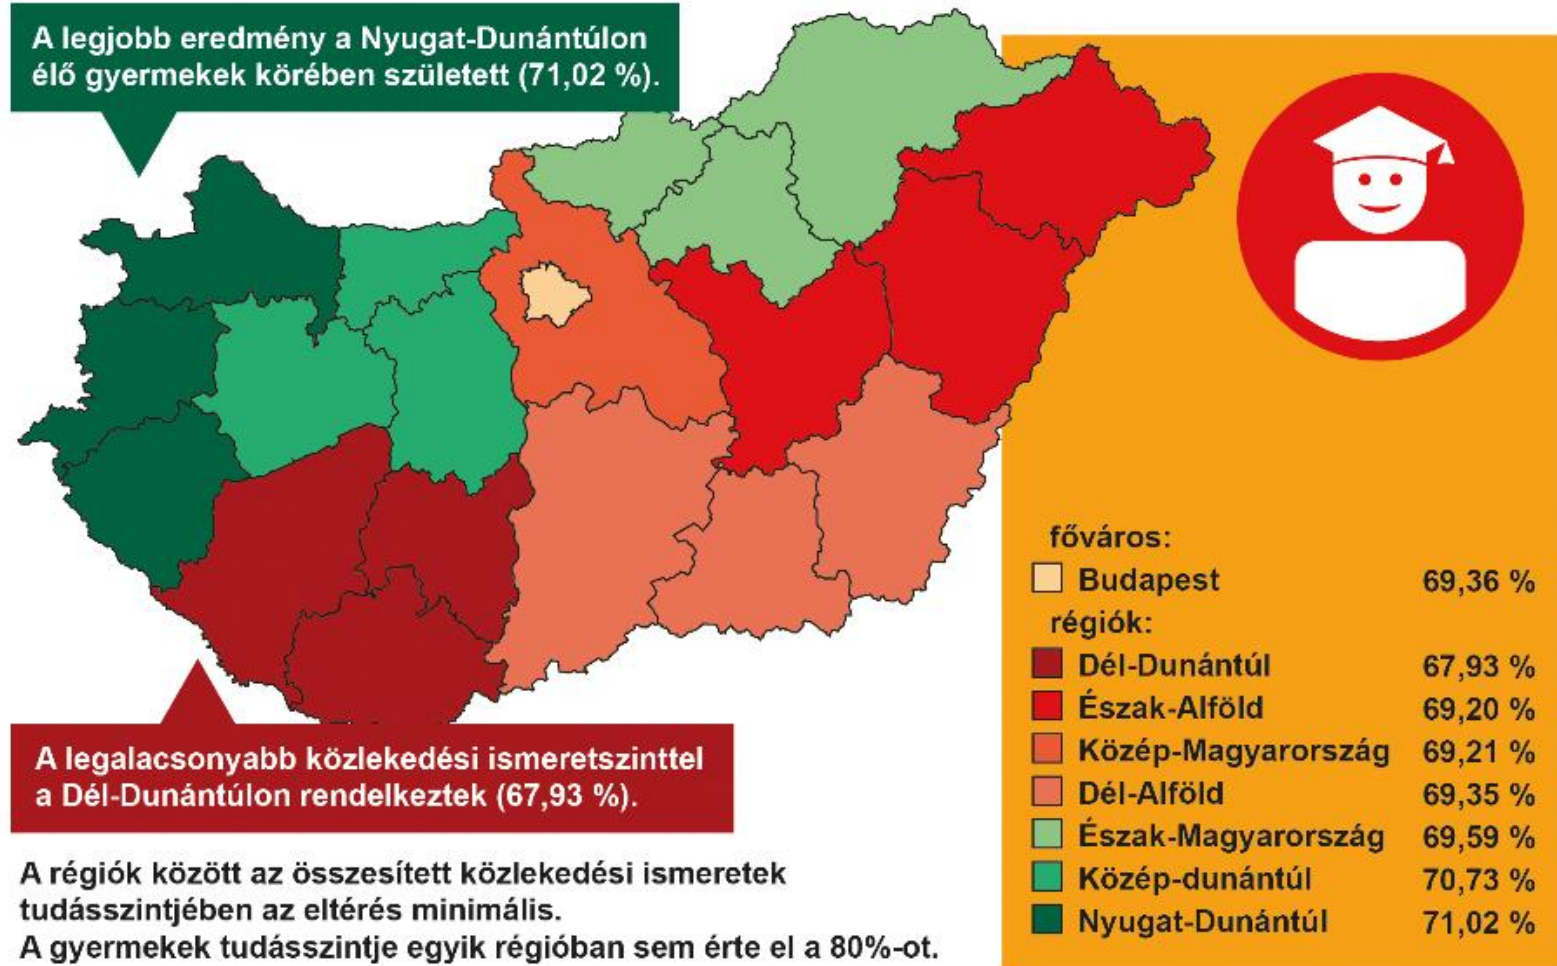 A legjobb eredmény a Nyugat-Dunántúlon
élő gyermekek körében született (71,02 %).
A legalacsonyabb közlekedési ismeretszinttel
a Dél-Dunántúlon rendelkeztek (67,93 %).
A régiók között az összesített közlekedési ismeretek
tudásszintjében az eltérés minimális.
A gyermekek tudásszintje egyik régióban sem érte el a 80%-ot.
főváros:
Budapest 69,36 %
régiók:
Dél-Dunántúl 67,93 %
Észak-Alföld 69,20 %
Közép-Magyarország 69,21 %
Dél-Alföld 69,35 %
Észak-Magyarország 69,59 %
Közép-dunántúl 70,73 %
Nyugat-Dunántúl 71,02 %